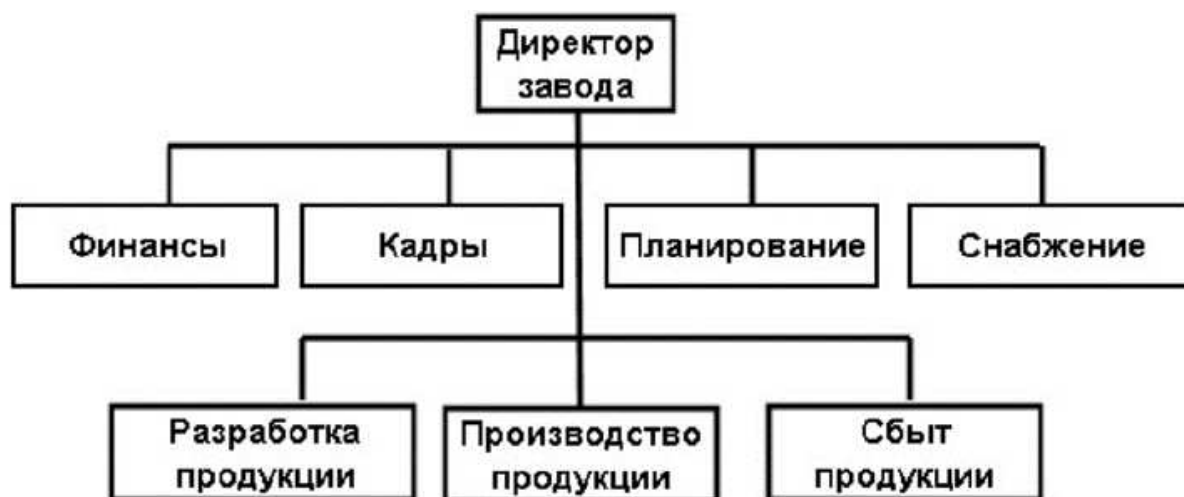 Директор
завода
Финансы
Кадры
Планирование
Снабжение
Разработка
продукции
Производство
продукции
Сбыт
продукции